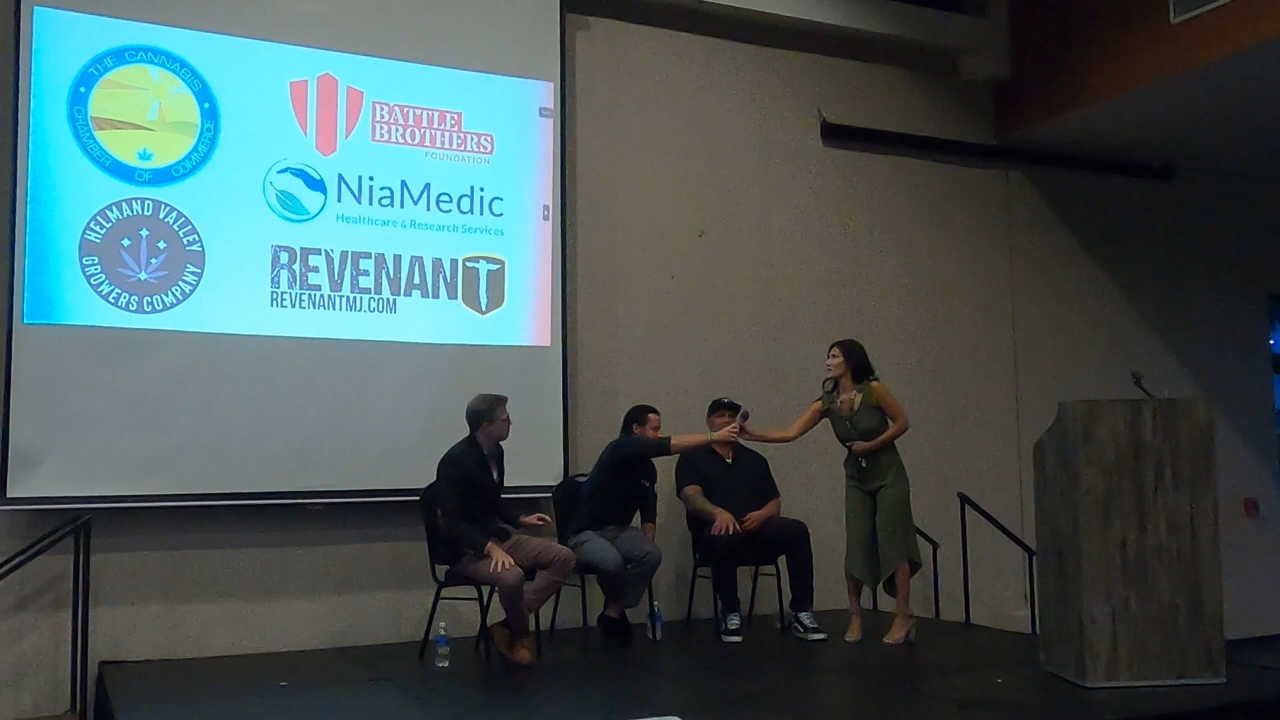 THE CANNABIS
CHAMBER OF COMMERCE
HELMAND VALLEY
GROWERS COMPANY
BATTLE
BROTHERS
FOUNDATION
NiaMedic
Healthcare & Research Services
REVENANT
REVENANTMJ.COM